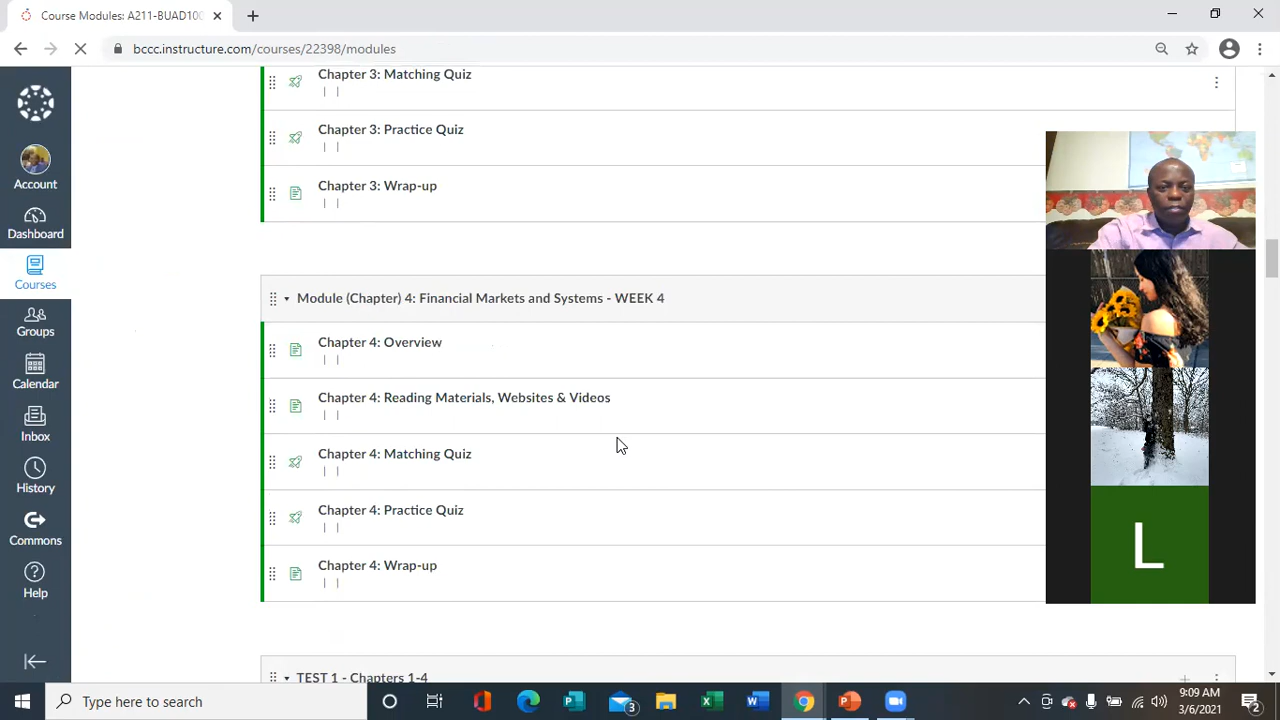 Course Modules: A211-BUAD100
bccc.instructure.com/courses/22398/modules
Account
Dashboard
Courses
Groups
Calendar
Inbox
History
Commons
Help
Chapter 3: Matching Quiz
Chapter 3: Practice Quiz
Chapter 3: Wrap-up
Module (Chapter) 4: Financial Markets and Systems - WEEK 4
Chapter 4: Overview
Chapter 4: Reading Materials, Websites & Videos
Chapter 4: Matching Quiz
Chapter 4: Practice Quiz
Chapter 4: Wrap-up
TEST 1 - Chapters 1-4
L
Type here to search
3
9:09 AM
3/6/2021
2